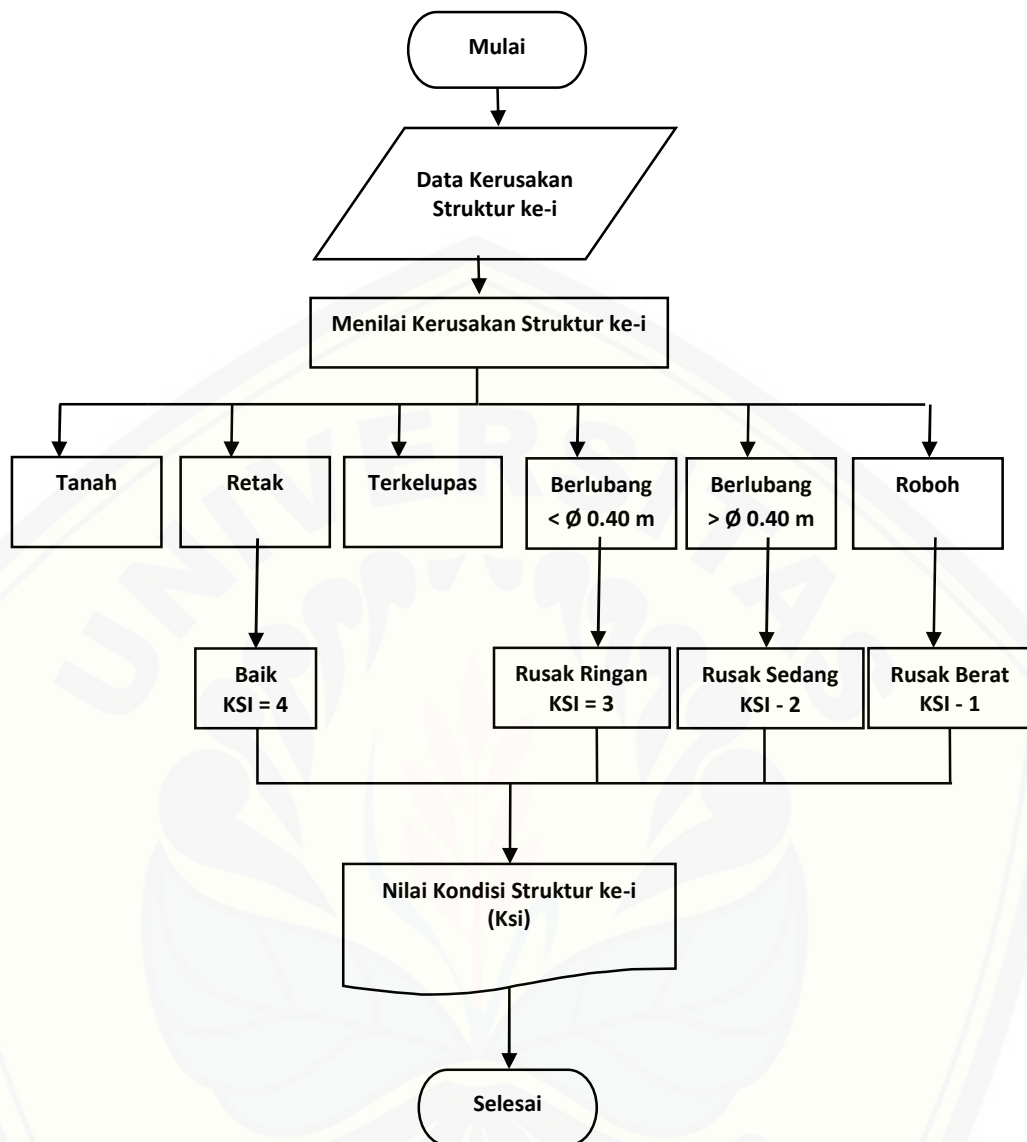 Mulai
Data Kerusakan
Struktur ke-i
Menilai Kerusakan Struktur ke-i
Tanah
Retak
Terkelupas
Berlubang
< Ø 0.40 m
Berlubang
> Ø 0.40 m
Roboh
Baik
KSI = 4
Rusak Ringan
KSI = 3
Rusak Sedang
KSI - 2
Rusak Berat
KSI - 1
Nilai Kondisi Struktur ke-i
(Ksi)
Selesai
UNIVERSITAS